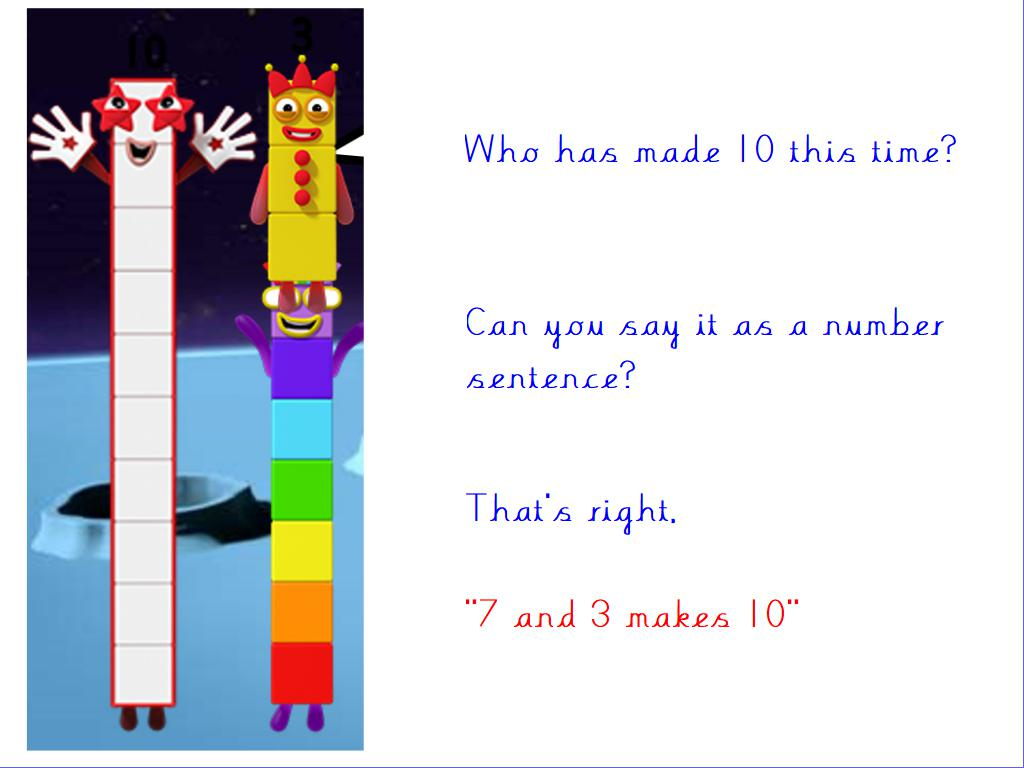 10
3
Who has made 10 this time?
Can you say it as a number
sentence?
That's right.
"7 and 3 makes 10"